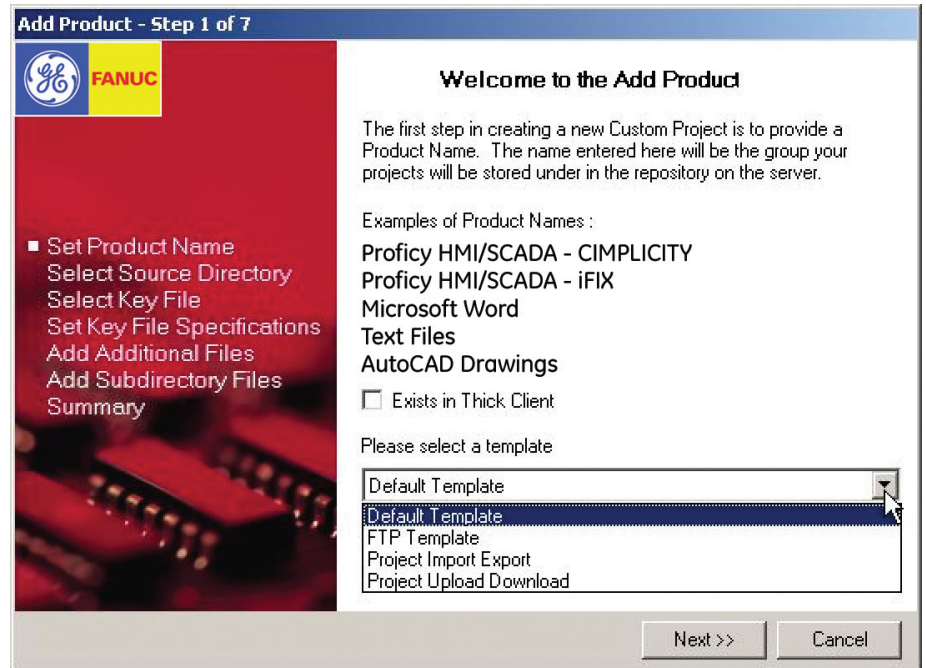 Add Product - Step 1 of 7
GE
FANUC
Welcome to the Add Product
The first step in creating a new Custom Project is to provide a
Product Name. The name entered here will be the group your
projects will be stored under in the repository on the server.
Examples of Product Names :
Proficy HMI/SCADA - CIMPLICITY
Proficy HMI/SCADA - iFIX
Microsoft Word
Text Files
AutoCAD Drawings
Exists in Thick Client
Please select a template
Default Template
Default Template
FTP Template
Project Import Export
Project Upload Download
Set Product Name
Select Source Directory
Select Key File
Set Key File Specifications
Add Additional Files
Add Subdirectory Files
Summary
Next >>
Cancel